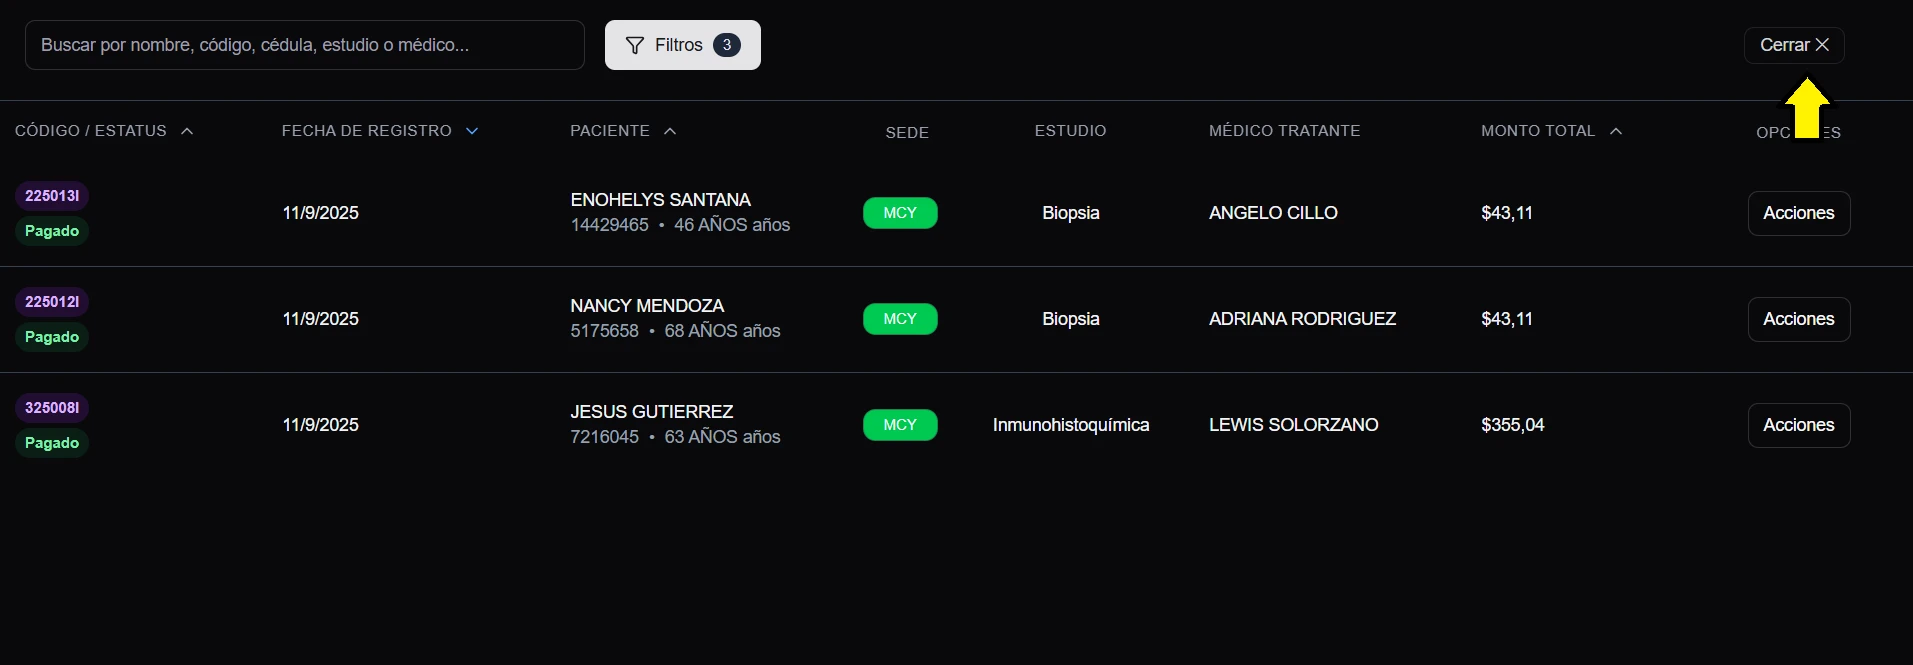 Buscar por nombre, código, cédula, estudio o médico...
Filtros 3
Cerrar
CÓDIGO / ESTATUS FECHA DE REGISTRO PACIENTE SEDE ESTUDIO MÉDICO TRATANTE MONTO TOTAL
225013I
Pagado
11/9/2025
ENOHELYS SANTANA
14429465 • 46 AÑOS años
MCY
Biopsia
ANGELO CILLO
$43,11
Acciones
225012I
Pagado
11/9/2025
NANCY MENDOZA
5175658 • 68 AÑOS años
MCY
Biopsia
ADRIANA RODRIGUEZ
$43,11
Acciones
325008I
Pagado
11/9/2025
JESUS GUTIERREZ
7216045 • 63 AÑOS años
MCY
Inmunohistoquímica
LEWIS SOLORZANO
$355,04
Acciones